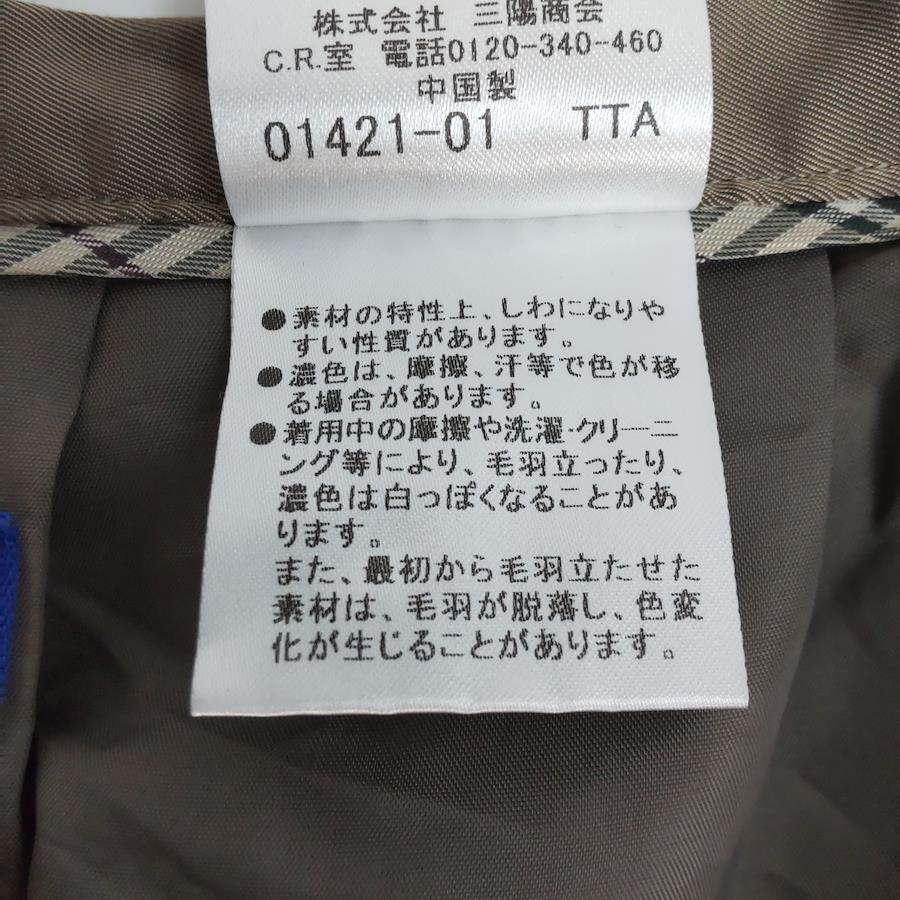 株式会社 三陽商会
C.R.室 電話0120-340-460
中国製
01421-01 TTA
●素材の特性上、しわになりや
すい性質があります。
●濃色は、摩擦、汗等で色が移
る場合があります。
●着用中の摩擦や洗濯・クリーニ
ング等により、毛羽立ったり、
濃色は白っぽくなることがあ
ります。
また、最初から毛羽立たせた
素材は、毛羽が脱落し、色変
化が生じることがあります。